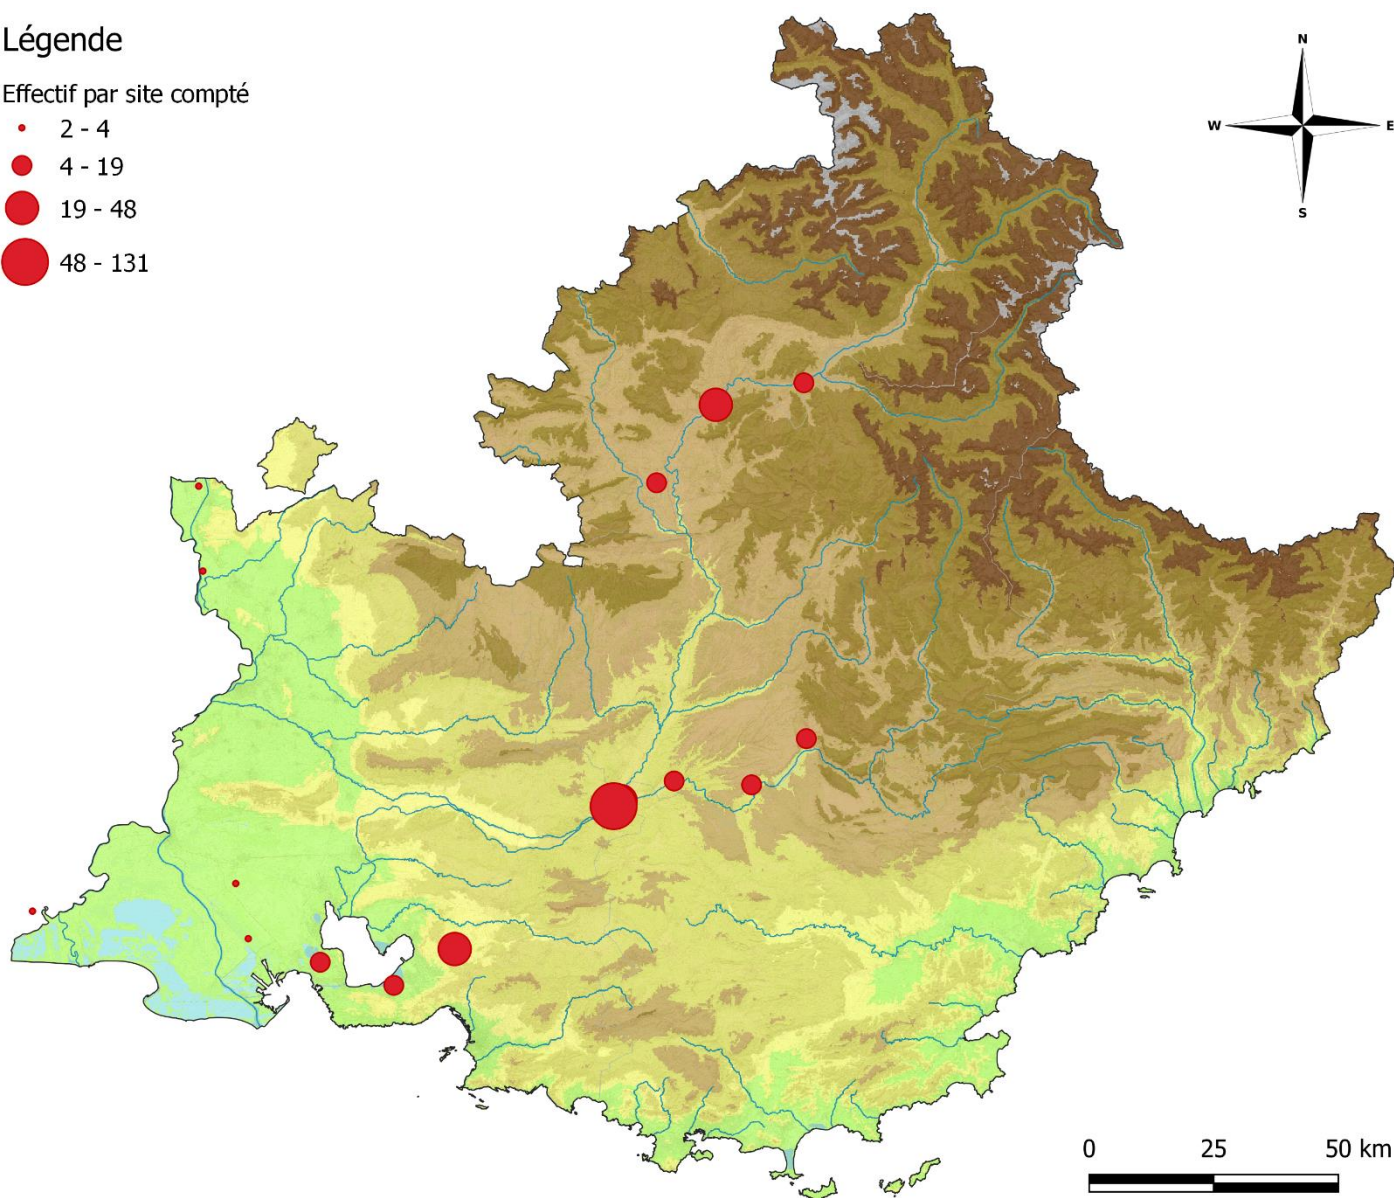 Légende
Effectif par site compté
2 - 4
4 - 19
19 - 48
48 - 131
N
W E
S
0 25 50 km